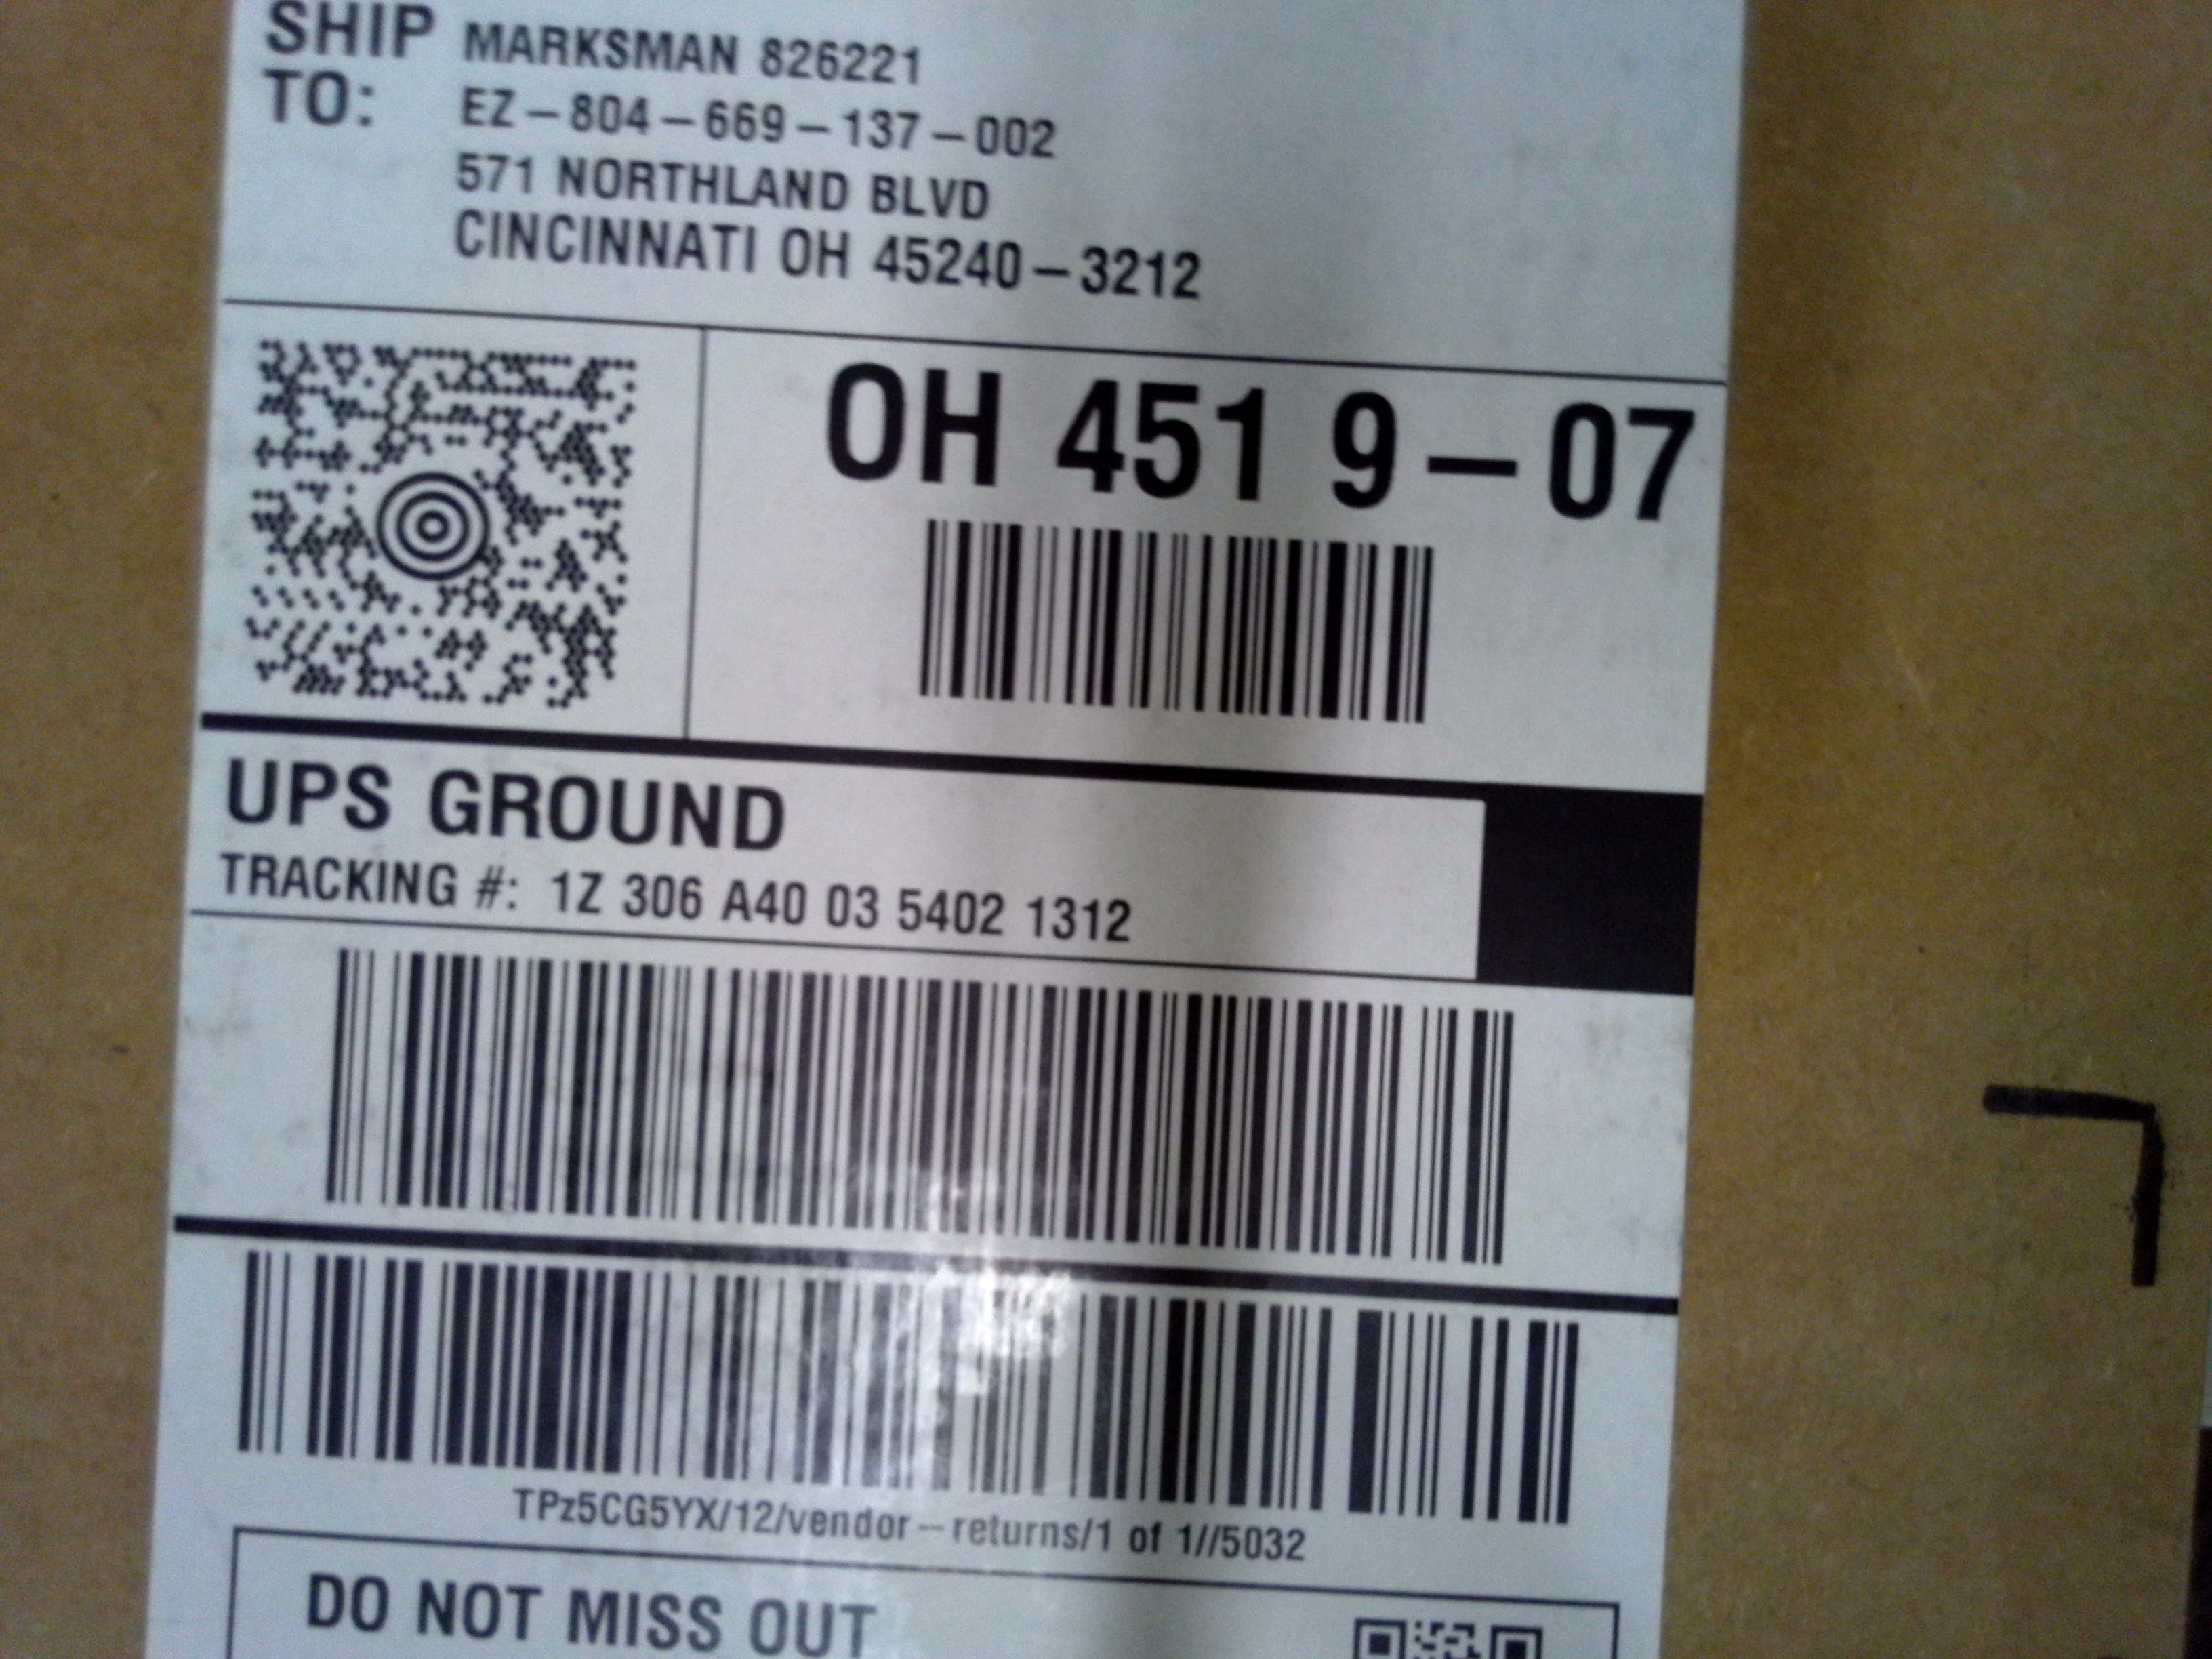 SHIP TO: MARKSMAN 826221
EZ-804-669-137-002
571 NORTHLAND BLVD
CINCINNATI OH 45240-3212
OH 451 9-07
UPS GROUND
TRACKING #: 1Z 306 A40 03 5402 1312
TPz5CG5YX/12/vendor-returns/1 of 1//5032
DO NOT MISS OUT